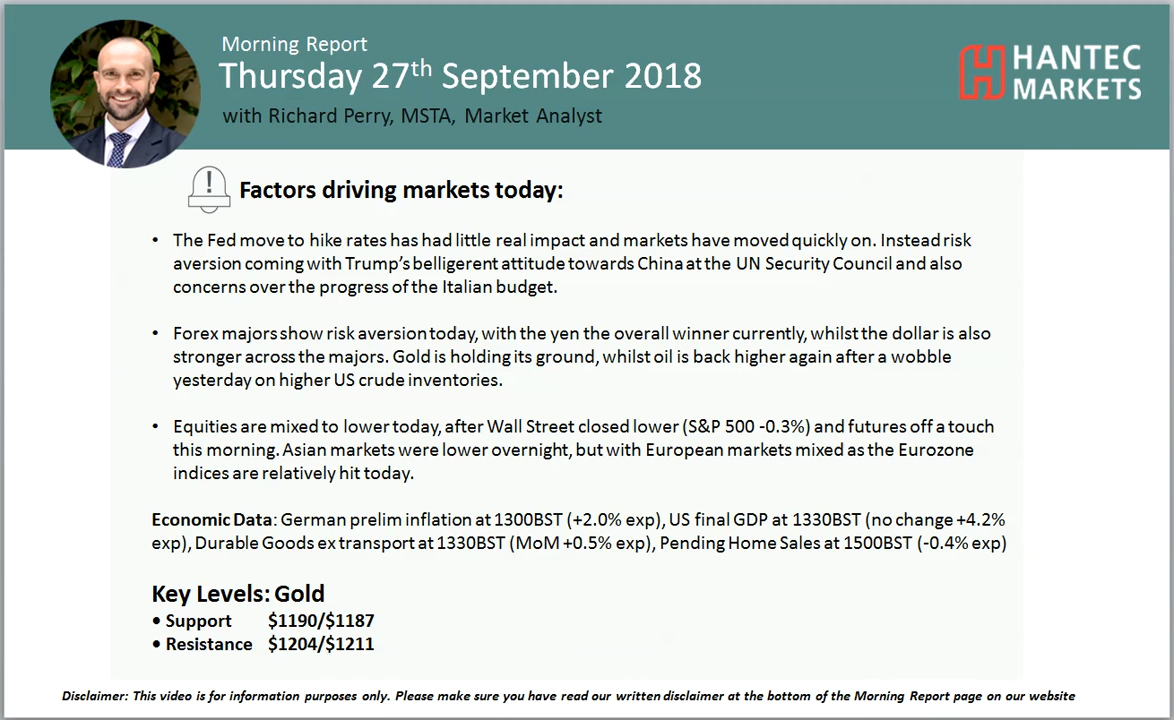 Morning Report
Thursday 27th September 2018
with Richard Perry, MSTA, Market Analyst
HANTEC
MARKETS
!
Factors driving markets today:
• The Fed move to hike rates has had little real impact and markets have moved quickly on. Instead risk
aversion coming with Trump's belligerent attitude towards China at the UN Security Council and also
concerns over the progress of the Italian budget.
• Forex majors show risk aversion today, with the yen the overall winner currently, whilst the dollar is also
stronger across the majors. Gold is holding its ground, whilst oil is back higher again after a wobble
yesterday on higher US crude inventories.
• Equities are mixed to lower today, after Wall Street closed lower (S&P 500 -0.3%) and futures off a touch
this morning. Asian markets were lower overnight, but with European markets mixed as the Eurozone
indices are relatively hit today.
Economic Data: German prelim inflation at 1300BST (+2.0% exp), US final GDP at 1330BST (no change +4.2%
exp), Durable Goods ex transport at 1330BST (MoM +0.5% exp), Pending Home Sales at 1500BST (-0.4% exp)
Key Levels: Gold
• Support $1190/$1187
• Resistance $1204/$1211
Disclaimer: This video is for information purposes only. Please make sure you have read our written disclaimer at the bottom of the Morning Report page on our website